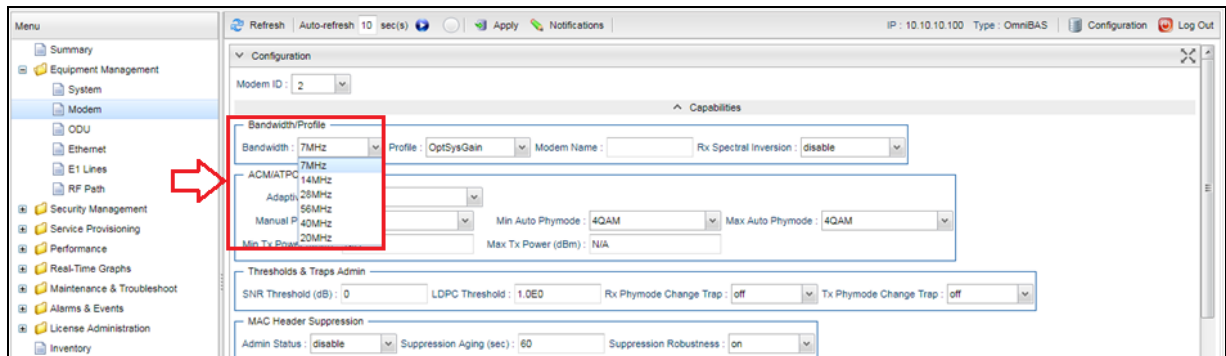 Menu
Refresh Auto-refresh 10 sec(s) Apply Notifications IP : 10.10.10.100 Type : OmniBAS Configuration Log Out
Summary
Equipment Management
System
Modem
ODU
Ethernet
E1 Lines
RF Path
Security Management
Service Provisioning
Performance
Real-Time Graphs
Maintenance & Troubleshoot
Alarms & Events
License Administration
Inventory
Configuration
Modem ID : 2
Capabilities
Bandwidth/Profile
Bandwidth : 7MHz Profile : OptSysGain Modem Name : Rx Spectral Inversion : disable
7MHz
14MHz
28MHz
56MHz
40MHz
20MHz
ACM/ATPC
Adapti
Manual P Min Auto Phymode : 4QAM Max Auto Phymode : 4QAM
Min Tx Power Max Tx Power (dBm) : N/A
Thresholds & Traps Admin
SNR Threshold (dB) : 0 LDPC Threshold : 1.0E0 Rx Phymode Change Trap : off Tx Phymode Change Trap : off
MAC Header Suppression
Admin Status : disable Suppression Aging (sec) : 60 Suppression Robustness : on